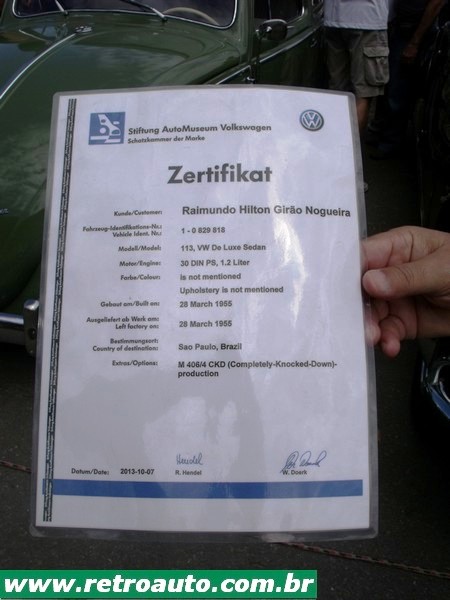 Stiftung AutoMuseum Volkswagen
Schatzkammer der Marke
Zertifikat
Kunde/Customer: Raimundo Hilton Girão Nogueira
Fahrzeug-Identifikations-Nr.:
Vehicle Ident. Nr.: 1 - 0 829 818
Modell/Model: 113, VW De Luxe Sedan
Motor/Engine: 30 DIN PS, 1.2 Liter
Farbe/Colour: is not mentioned
Upholstery is not mentioned
Gebaut am/Built on: 28 March 1955
Ausgeliefert ab Werk am:
Left factory on: 28 March 1955
Bestimmungsort:
Country of destination: Sao Paulo, Brazil
Extras/Options: M 408/4 CKD (Completely-Knocked-Down)-
production
Datum/Date: 2013-10-07 R. Hendel W. Doerk
www.retroauto.com.br